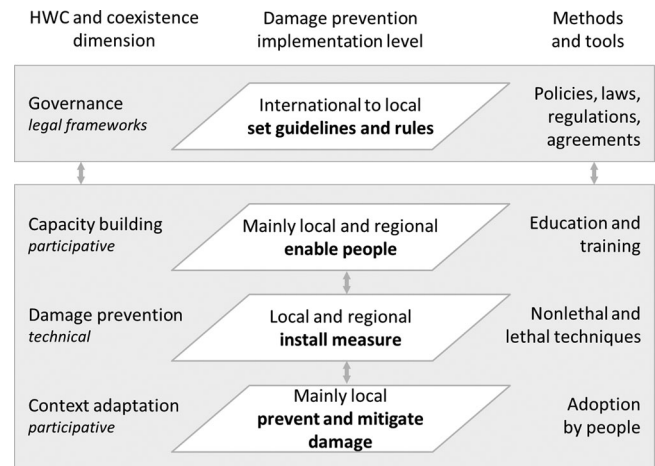 HWC and coexistence
dimension
Damage prevention
implementation level
Methods
and tools
Governance
legal frameworks
International to local
set guidelines and rules
Policies, laws,
regulations,
agreements
Capacity building
participative
Mainly local and regional
enable people
Education and
training
Damage prevention
technical
Local and regional
install measure
Nonlethal and
lethal techniques
Context adaptation
participative
Mainly local
prevent and mitigate
damage
Adoption
by people